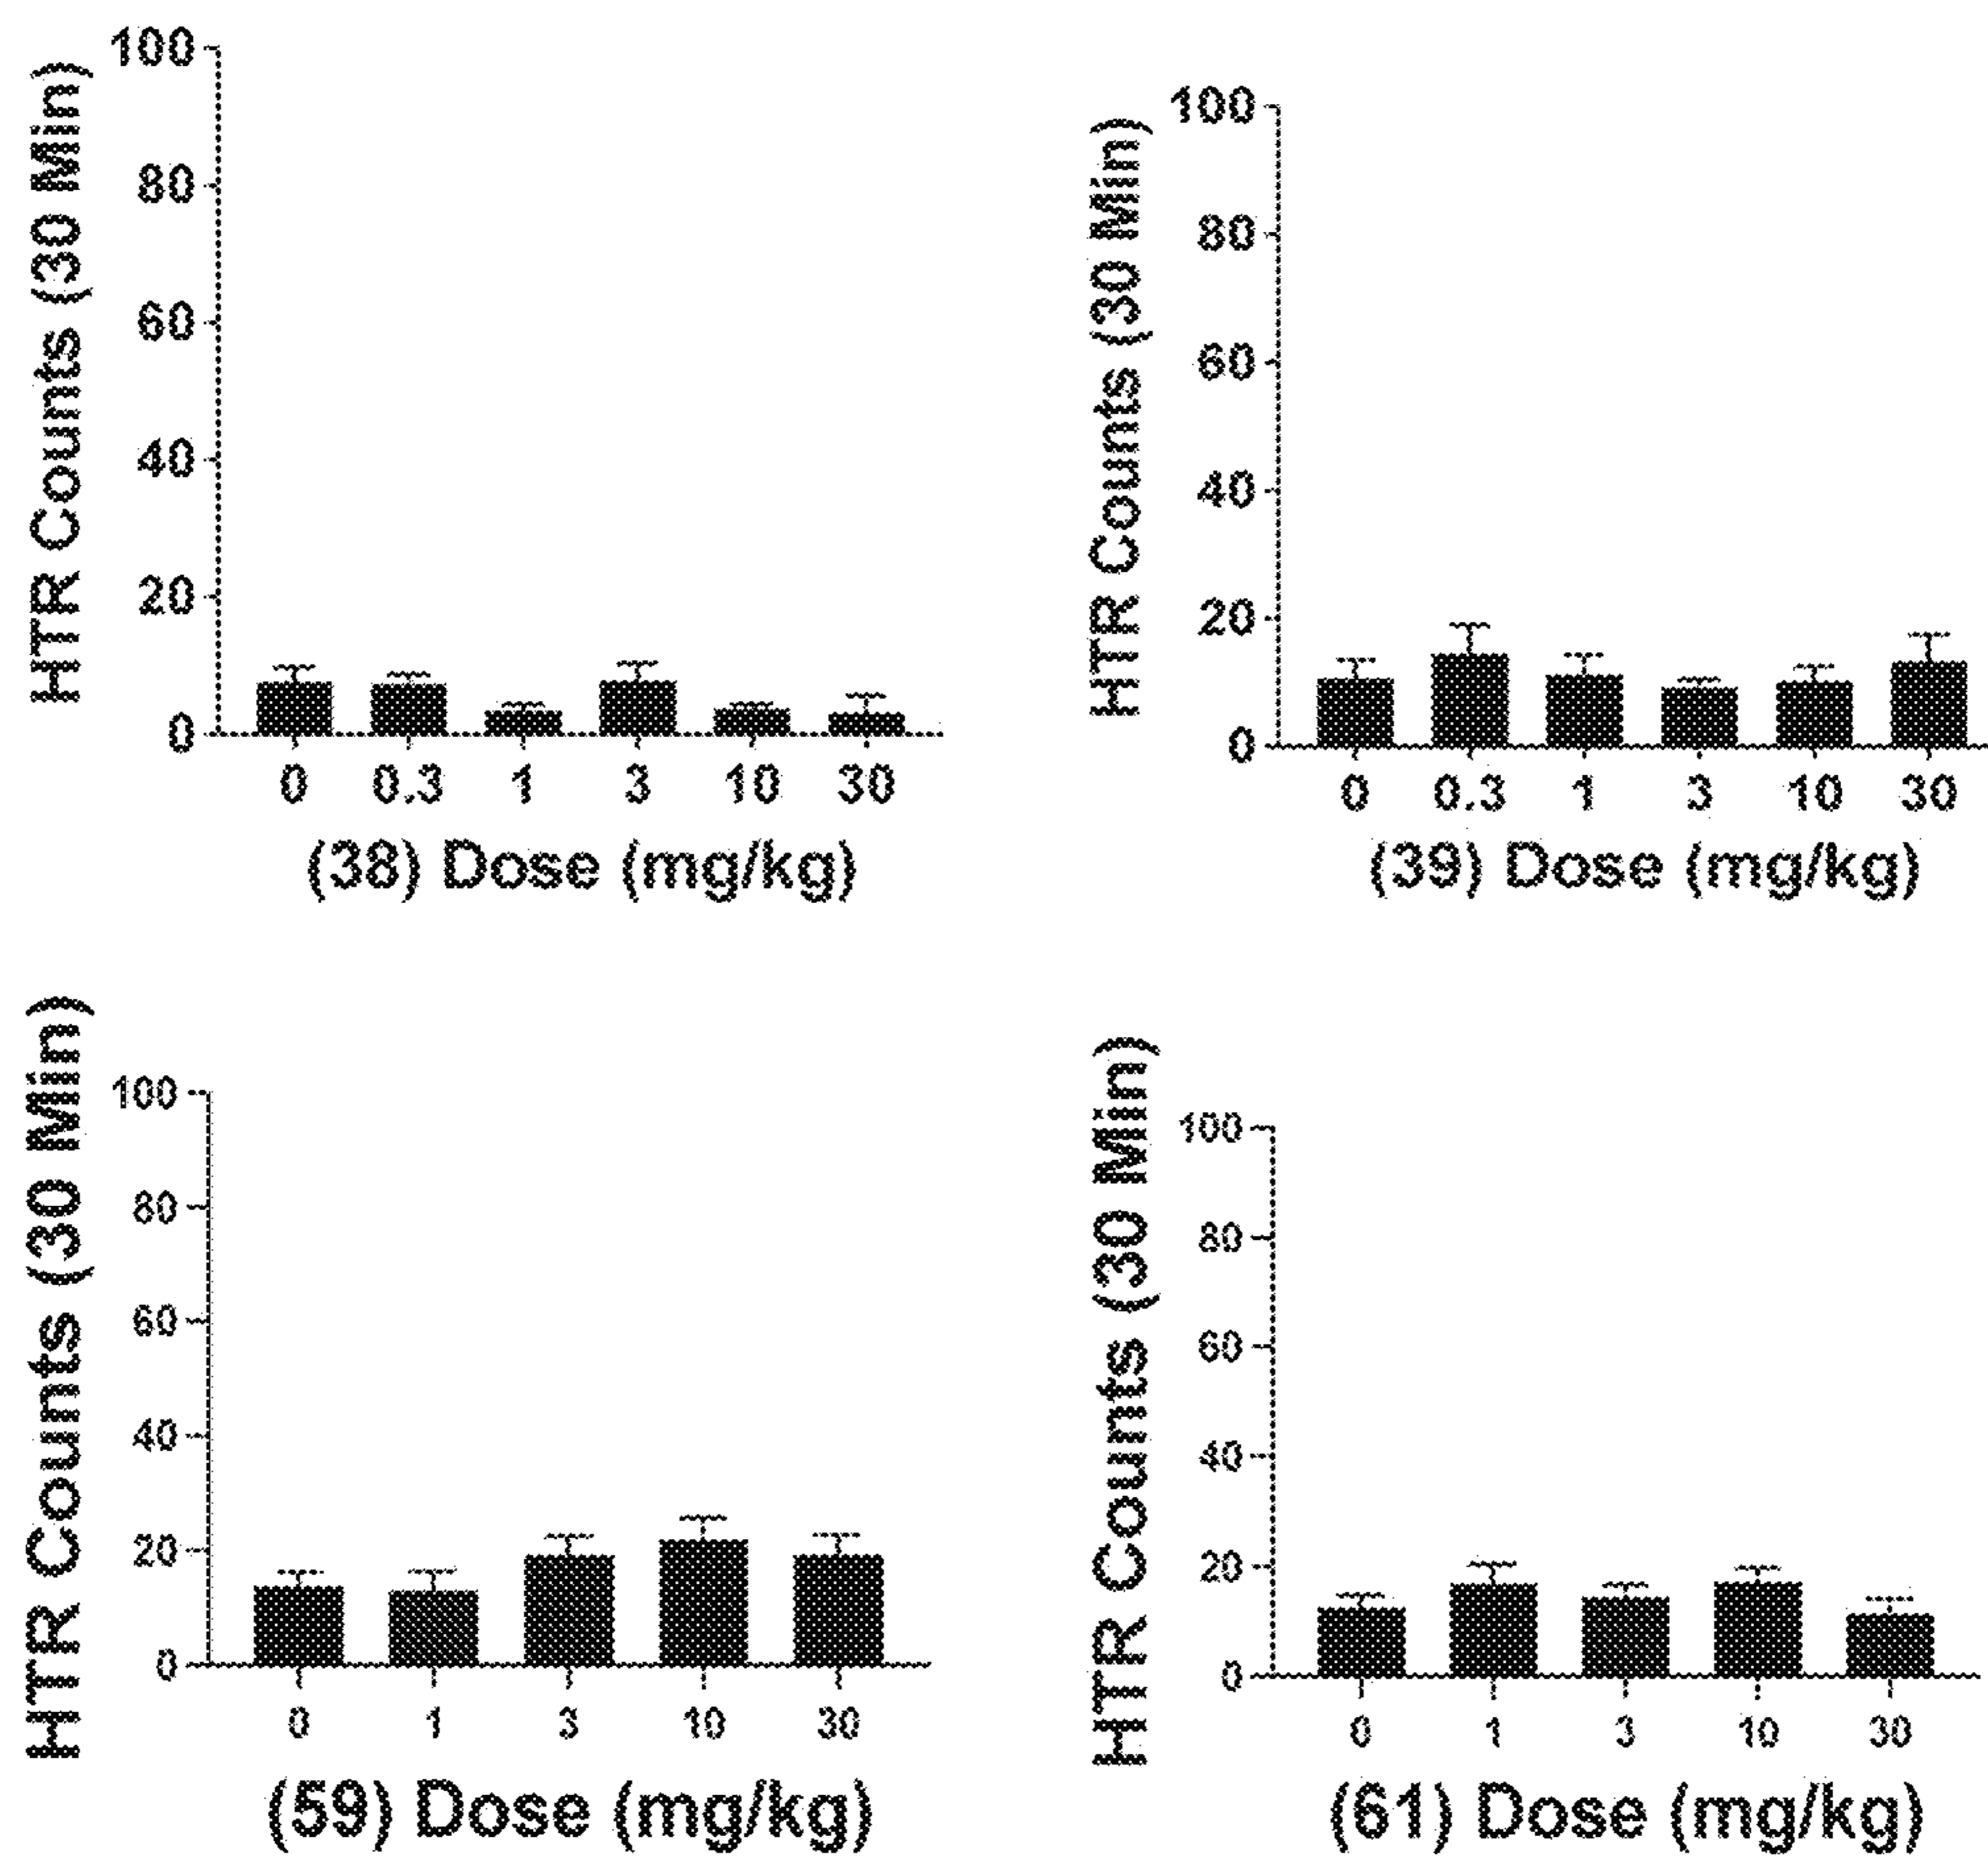 HTR Counts (30 Min)
100
80
60
40
20
0
0 0.3 1 3 10 30
(38) Dose (mg/kg)
HTR Counts (30 Min)
100
80
60
40
20
0
0 0.3 1 3 10 30
(39) Dose (mg/kg)
HTR Counts (30 Min)
100
80
60
40
20
0
0 1 3 10 30
(59) Dose (mg/kg)
HTR Counts (30 Min)
100
80
60
40
20
0
0 1 3 10 30
(61) Dose (mg/kg)